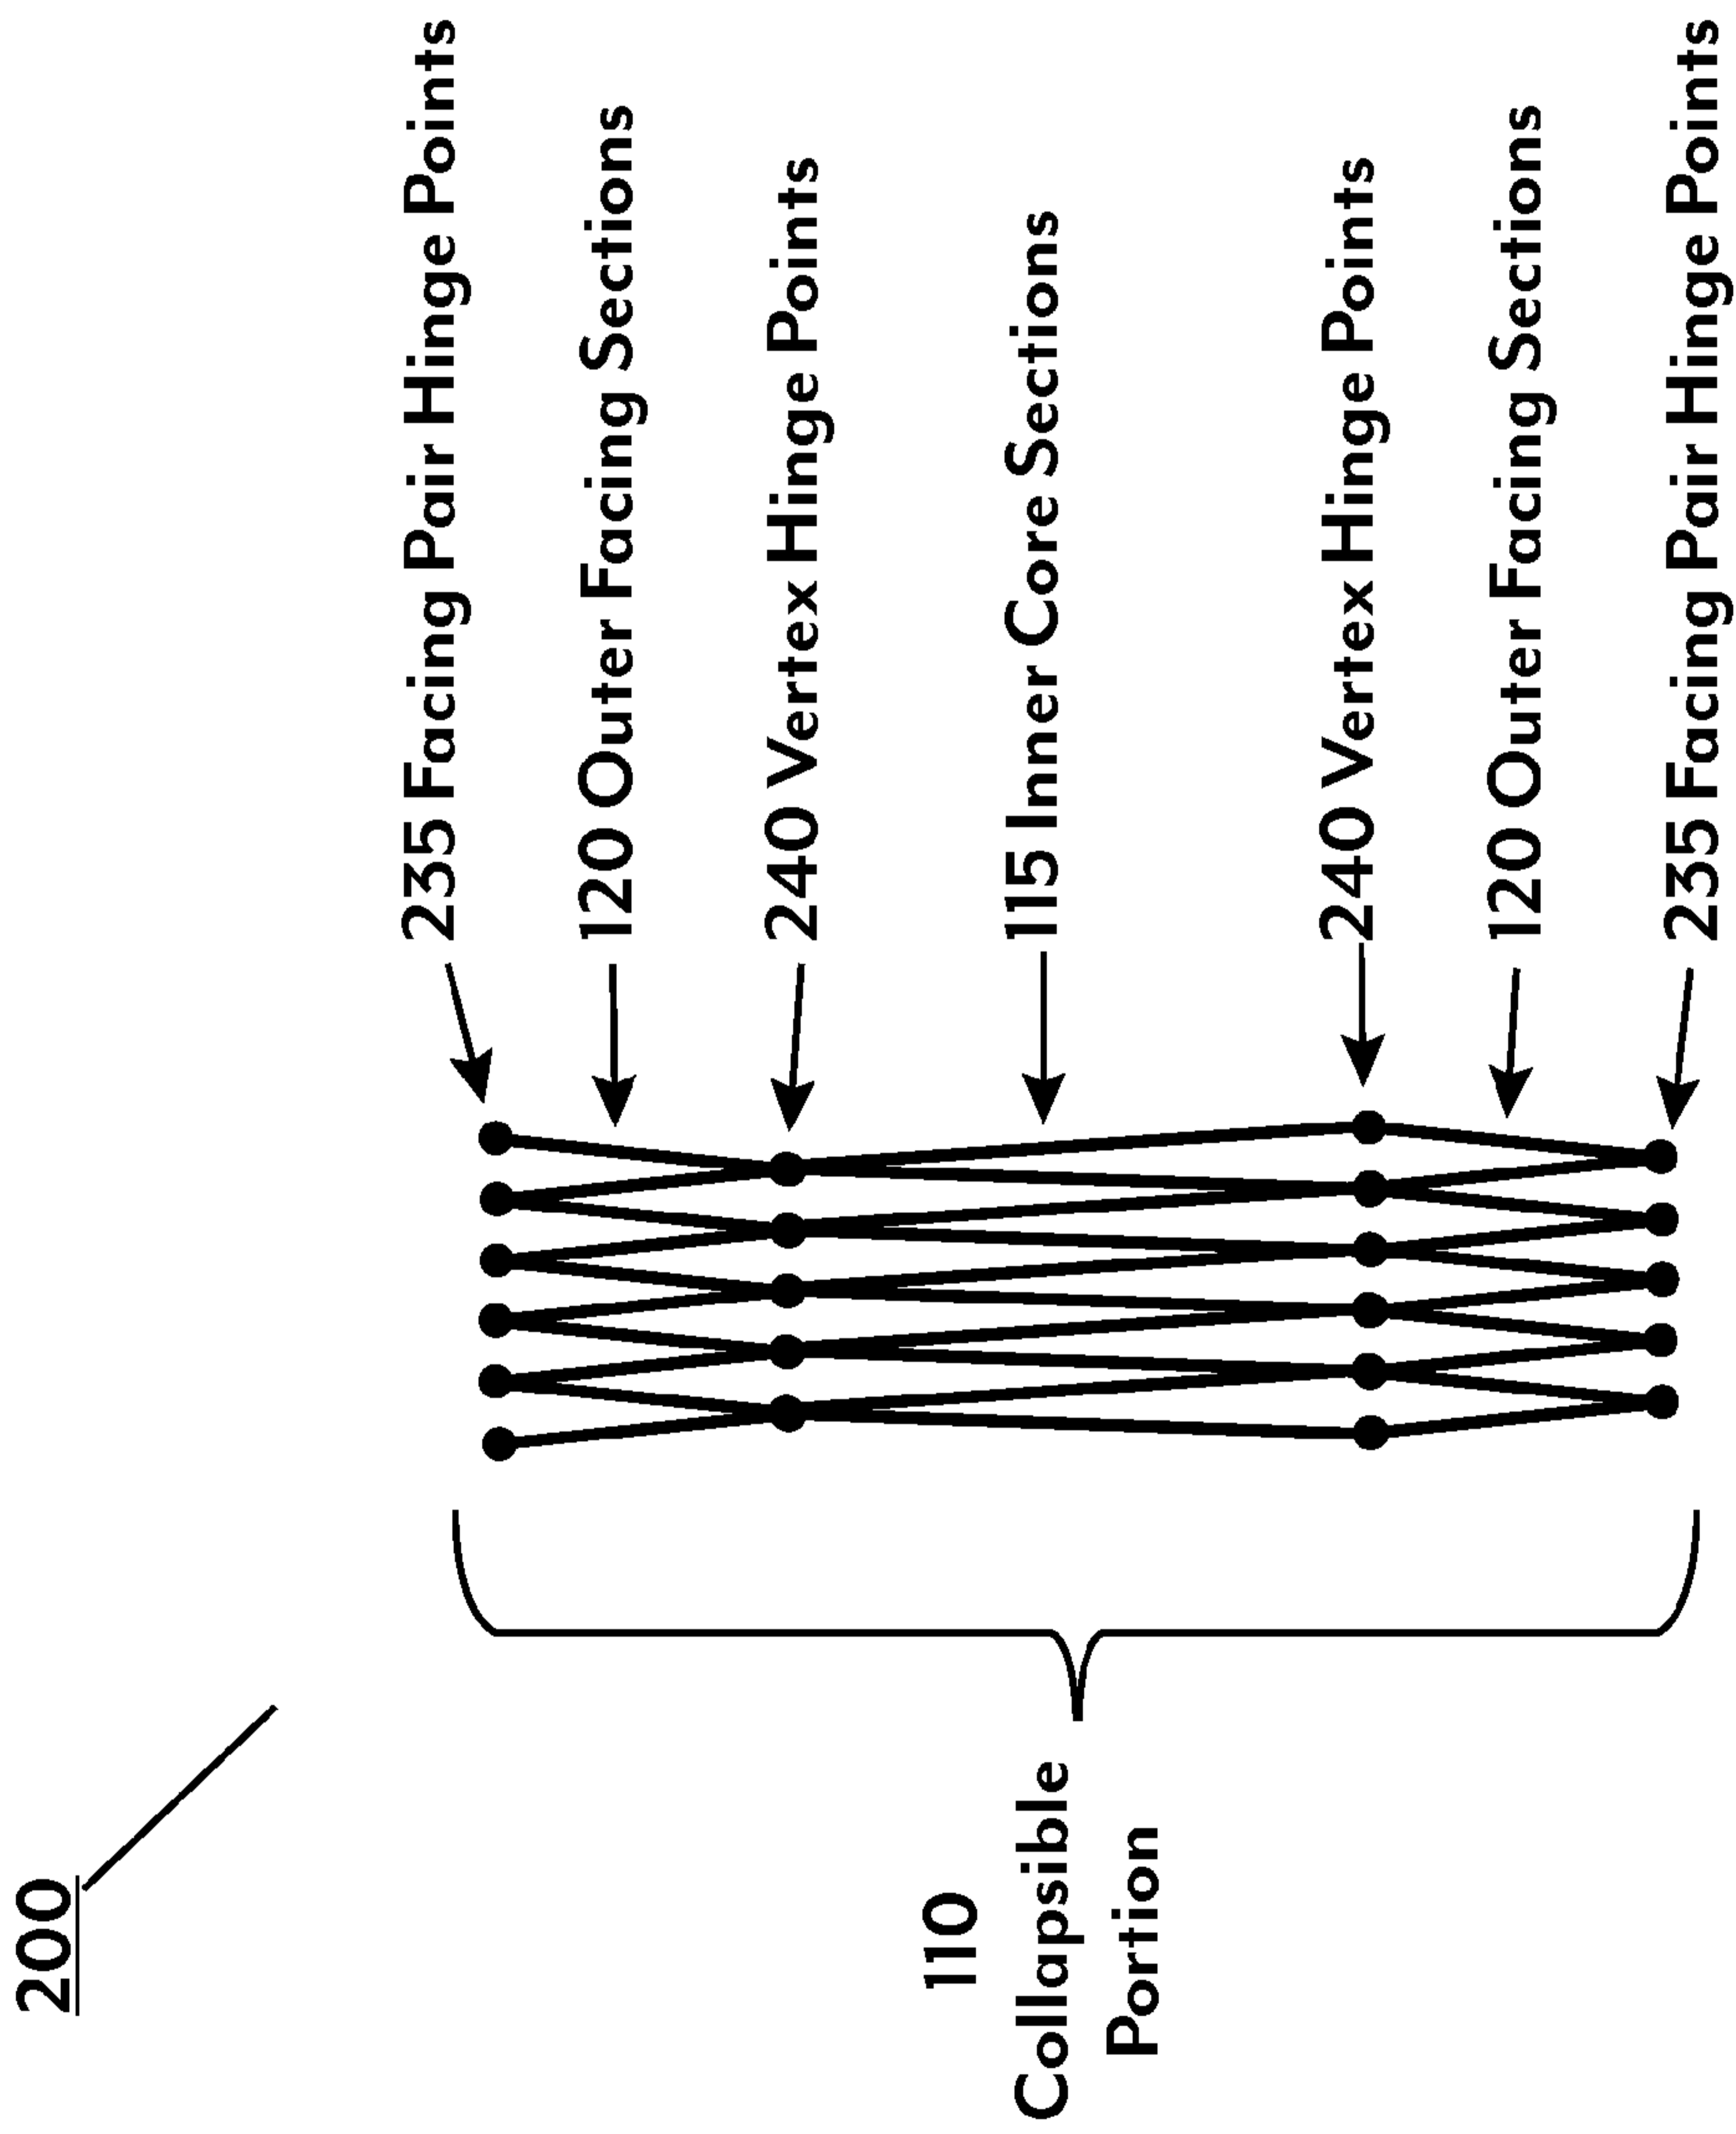 200
110
Collapsible
Portion
235 Facing Pair Hinge Points
120 Outer Facing Sections
240 Vertex Hinge Points
115 Inner Core Sections
240 Vertex Hinge Points
120 Outer Facing Sections
235 Facing Pair Hinge Points